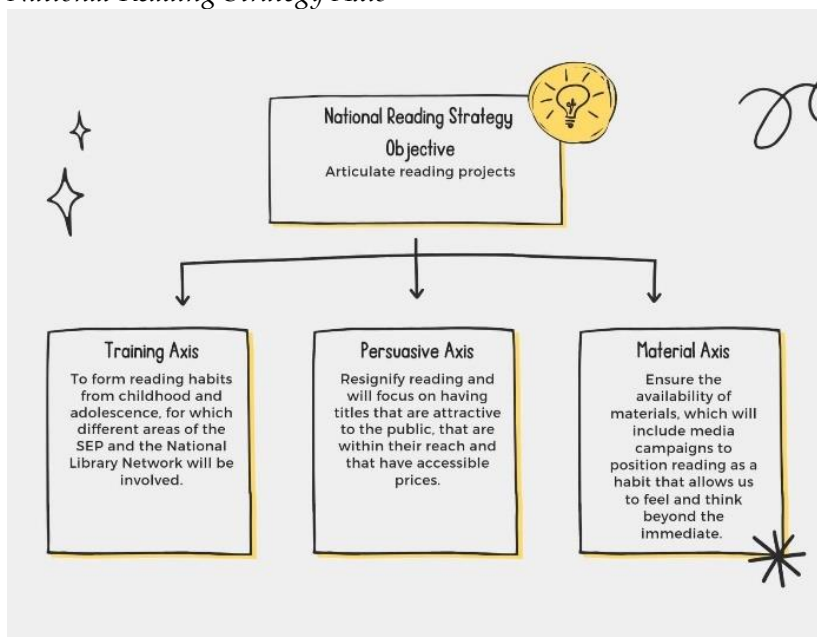 National Reading Strategy
Objective
Articulate reading projects
Training Axis
To form reading habits
from childhood and
adolescence, for which
different areas of the
SEP and the National
Library Network will be
involved.
Persuasive Axis
Resignify reading and
will focus on having
titles that are attractive
to the public, that are
within their reach and
that have accessible
prices.
Material Axis
Ensure the
availability of
materials, which will
include media
campaigns to
position reading as a
habit that allows us
to feel and think
beyond the
immediate.